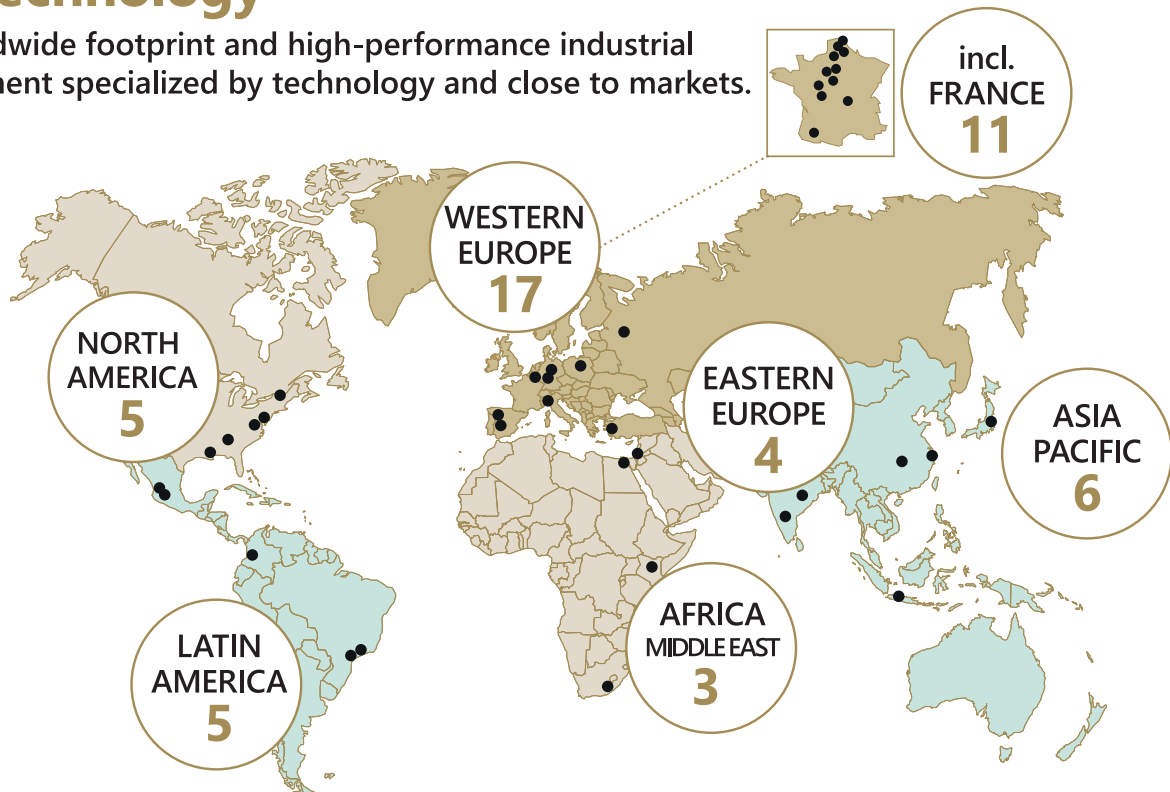 dwide footprint and high-performance industrial
specialized by technology and close to markets.
incl.
FRANCE
11
WESTERN
EUROPE
17
NORTH
AMERICA
5
EASTERN
EUROPE
4
ASIA
PACIFIC
6
AFRICA
MIDDLE EAST
3
LATIN
AMERICA
5